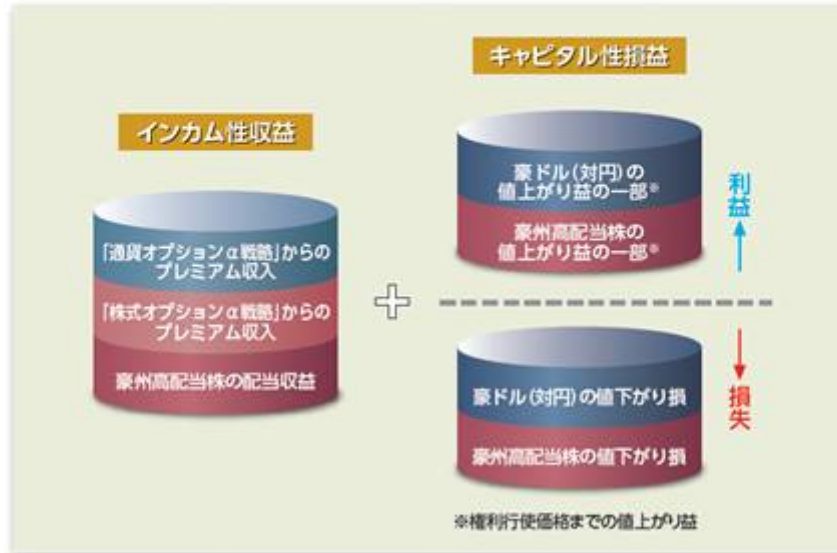 キャピタル性損益
インカム性収益
豪ドル(対円)の
値上がり益の一部※
豪州高配当株の
値上がり益の一部※
利益
「通貨オプションα戦略」からの
プレミアム収入
「株式オプションα戦略」からの
プレミアム収入
豪州高配当株の配当収益
+
豪ドル(対円)の値下がり損
豪州高配当株の値下がり損
損失
※権利行使価格までの値上がり益